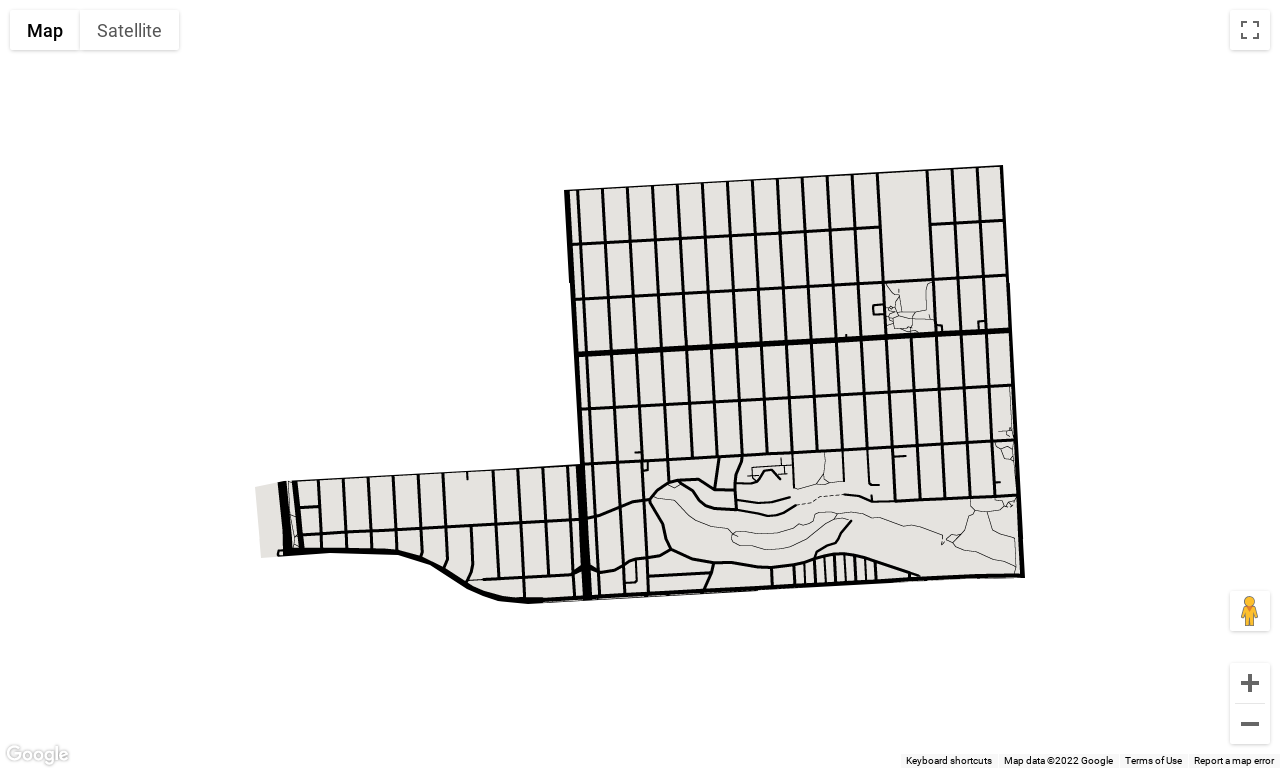 Map Satellite
Google
Keyboard shortcuts Map data ©2022 Google Terms of Use Report a map error